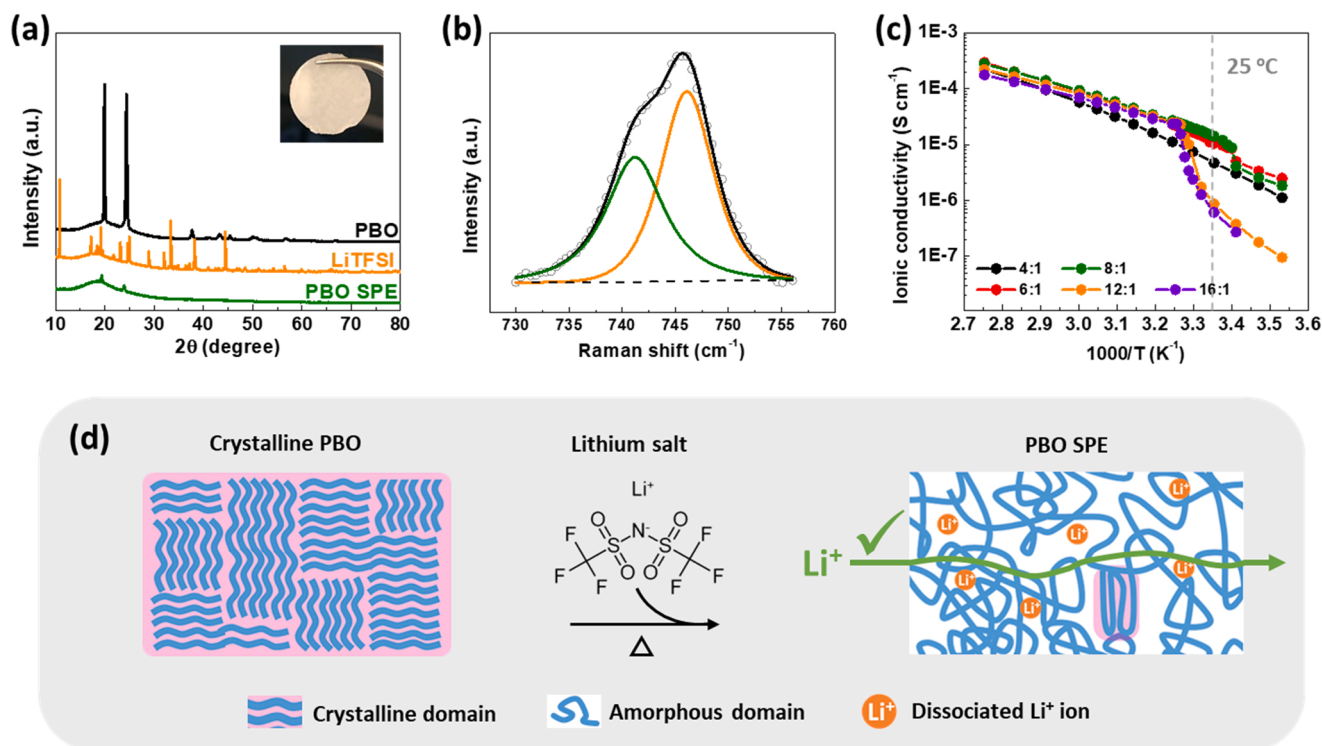 (a)
Intensity (a.u.)
PBO
LiTFSI
PBO SPE
10 20 30 40 50 60 70 80
2θ (degree)
(b)
Intensity (a.u.)
730 735 740 745 750 755 760
Raman shift (cm⁻¹)
(c)
Ionic conductivity (S cm⁻¹)
1E-3
1E-4
1E-5
1E-6
1E-7
25 °C
4:1 8:1
6:1 12:1 16:1
2.7 2.8 2.9 3.0 3.1 3.2 3.3 3.4 3.5 3.6
1000/T (K⁻¹)
(d)
Crystalline PBO
Lithium salt
PBO SPE
Li⁺
O N⁻ O
F S S F
F O O F
F F
Δ
Li⁺
Li⁺
Li⁺
Li⁺
Li⁺
Li⁺
Li⁺
Crystalline domain
Amorphous domain
Li⁺ Dissociated Li⁺ ion